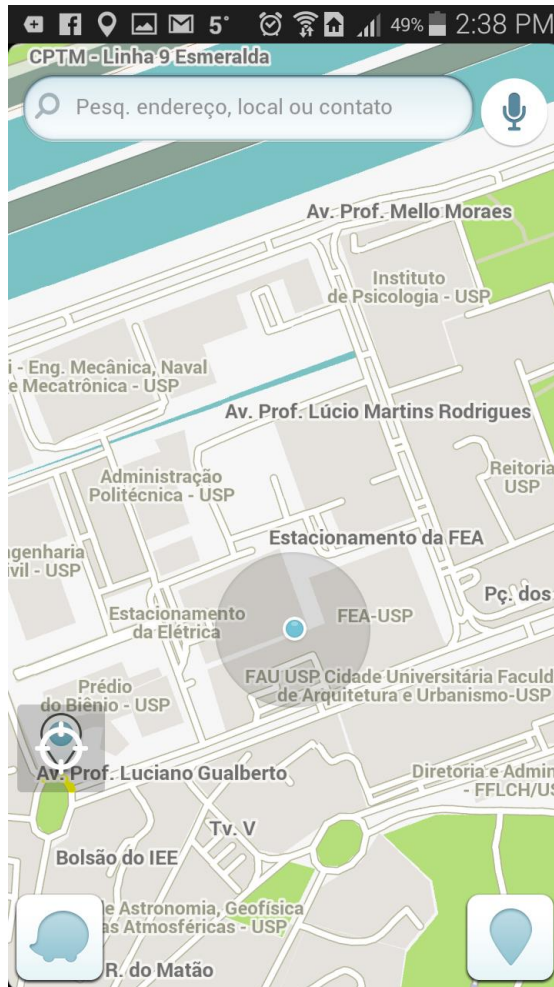 5° 49% 2:38 PM
CPTM - Linha 9 Esmeralda
Pesq. endereço, local ou contato
Av. Prof. Mello Moraes
Instituto
de Psicologia - USP
i - Eng. Mecânica, Naval
e Mecatrônica - USP
Av. Prof. Lúcio Martins Rodrigues
Reitoria
USP
Administração
Politécnica - USP
Estacionamento da FEA
ngenharia
ivil - USP
Pç. dos
Estacionamento
da Elétrica
FEA-USP
FAU USP Cidade Universitária Faculd
de Arquitetura e Urbanismo-USP
Prédio
do Biênio - USP
Av. Prof. Luciano Gualberto
Diretoria e Admin
- FFLCH/US
Tv. V
Bolsão do IEE
e Astronomia, Geofísica
as Atmosféricas - USP
R. do Matão